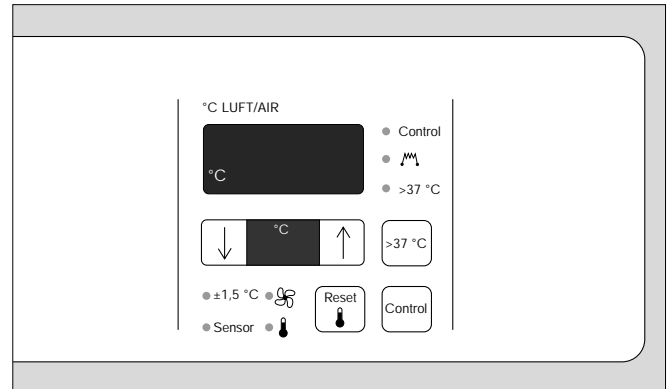 °C LUFT/AIR
Control
°C
>37 °C
°C
>37 °C
±1,5 °C
Reset
Control
Sensor